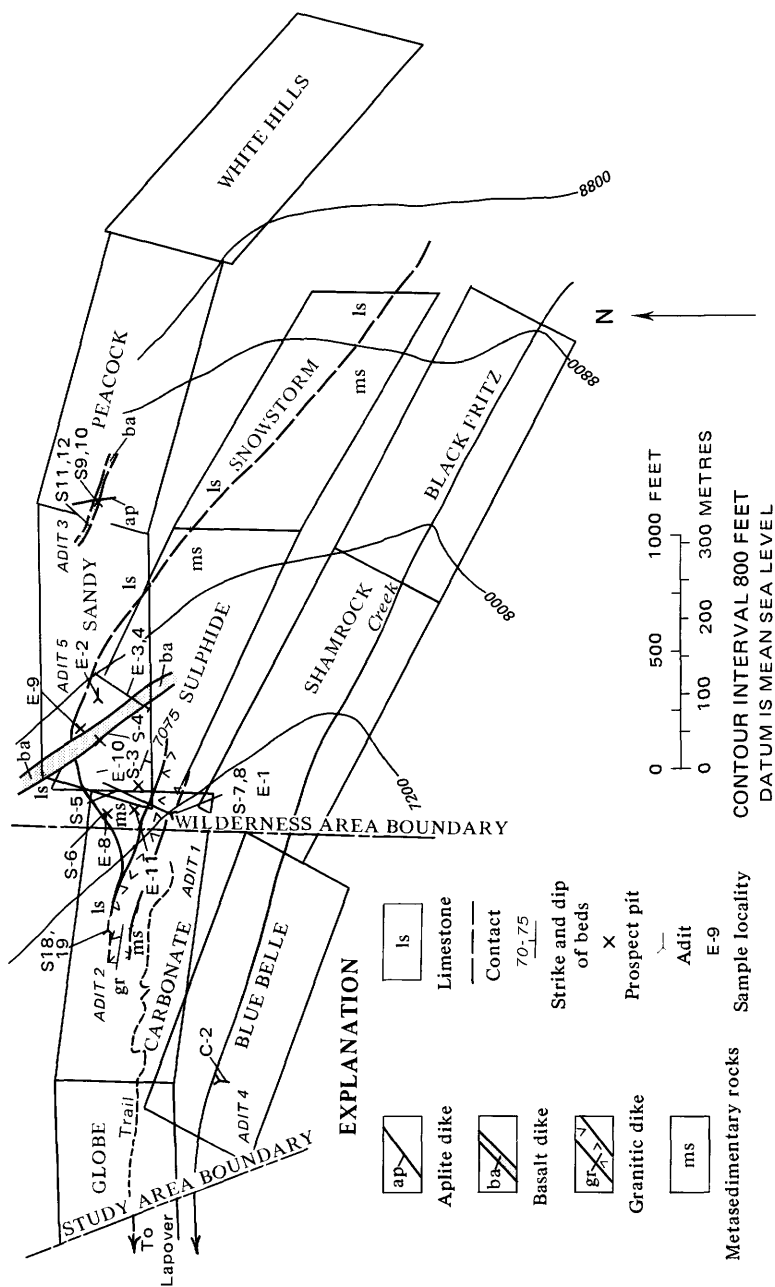 WHITE HILLS
8800
PEACOCK
S11,12
S9,10
ba
ap
ADIT 3
SANDY
ls
ls
SNOWSTORM
ls
ms
ms
8800
BLACK FRITZ
N
ADIT 5
E-2
E-3,4
E-9
ba
ba
SULPHIDE
S-4
70-75
E-10
S-3
SHAMROCK
Creek
8000
ls
S-5
ms
S-7,8
E-1
7200
S-6
E-8
E-11
WILDERNESS AREA BOUNDARY
ls
S18,
19
ADIT 2
gr
ms
ADIT 1
CARBONATE
BLUE BELLE
C-2
ADIT 4
GLOBE
Trail
STUDY AREA BOUNDARY
To
Lapover
0 500 1000 FEET
0 100 200 300 METRES
CONTOUR INTERVAL 800 FEET
DATUM IS MEAN SEA LEVEL
EXPLANATION
ap
Aplite dike
ba
Basalt dike
gr
Granitic dike
ms
Metasedimentary rocks
ls
Limestone
Contact
70-75
Strike and dip
of beds
Prospect pit
Adit
E-9
Sample locality